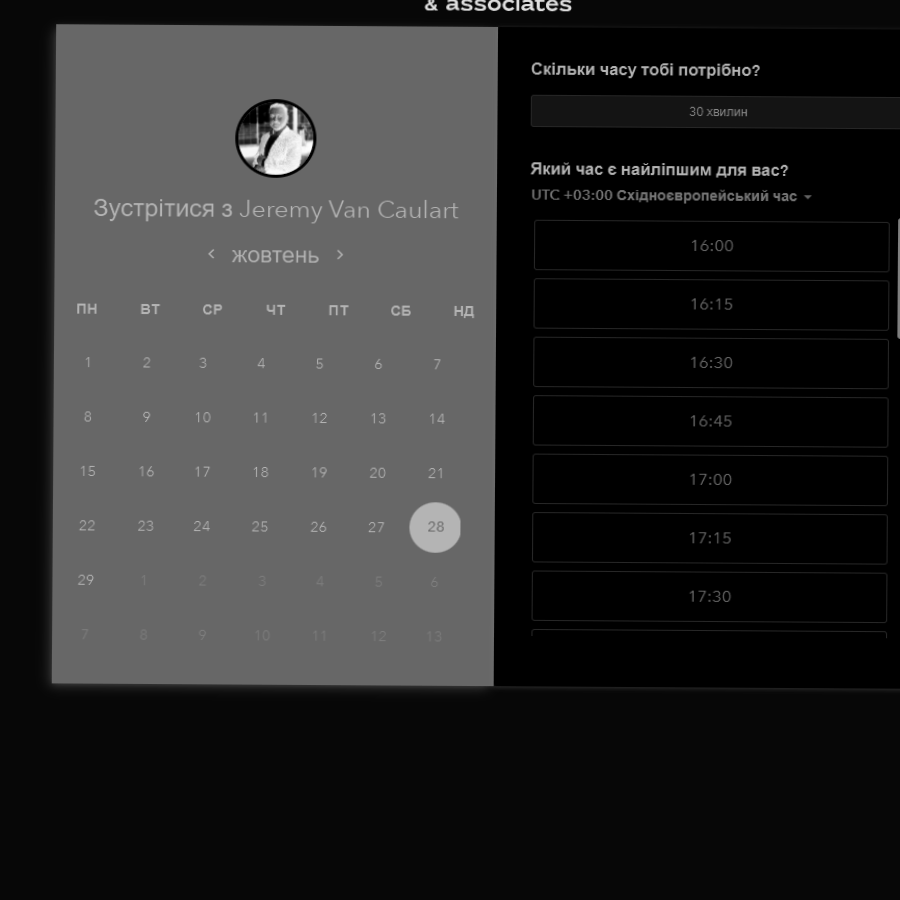 & associates
Зустрітися з Jeremy Van Caulart
жовтень
ПН ВТ СР ЧТ ПТ СБ НД
1 2 3 4 5 6 7
8 9 10 11 12 13 14
15 16 17 18 19 20 21
22 23 24 25 26 27 28
29 1 2 3 4 5 6
7 8 9 10 11 12 13
Скільки часу тобі потрібно?
30 хвилин
Який час є найліпшим для вас?
UTC +03:00 Східноєвропейський час
16:00
16:15
16:30
16:45
17:00
17:15
17:30